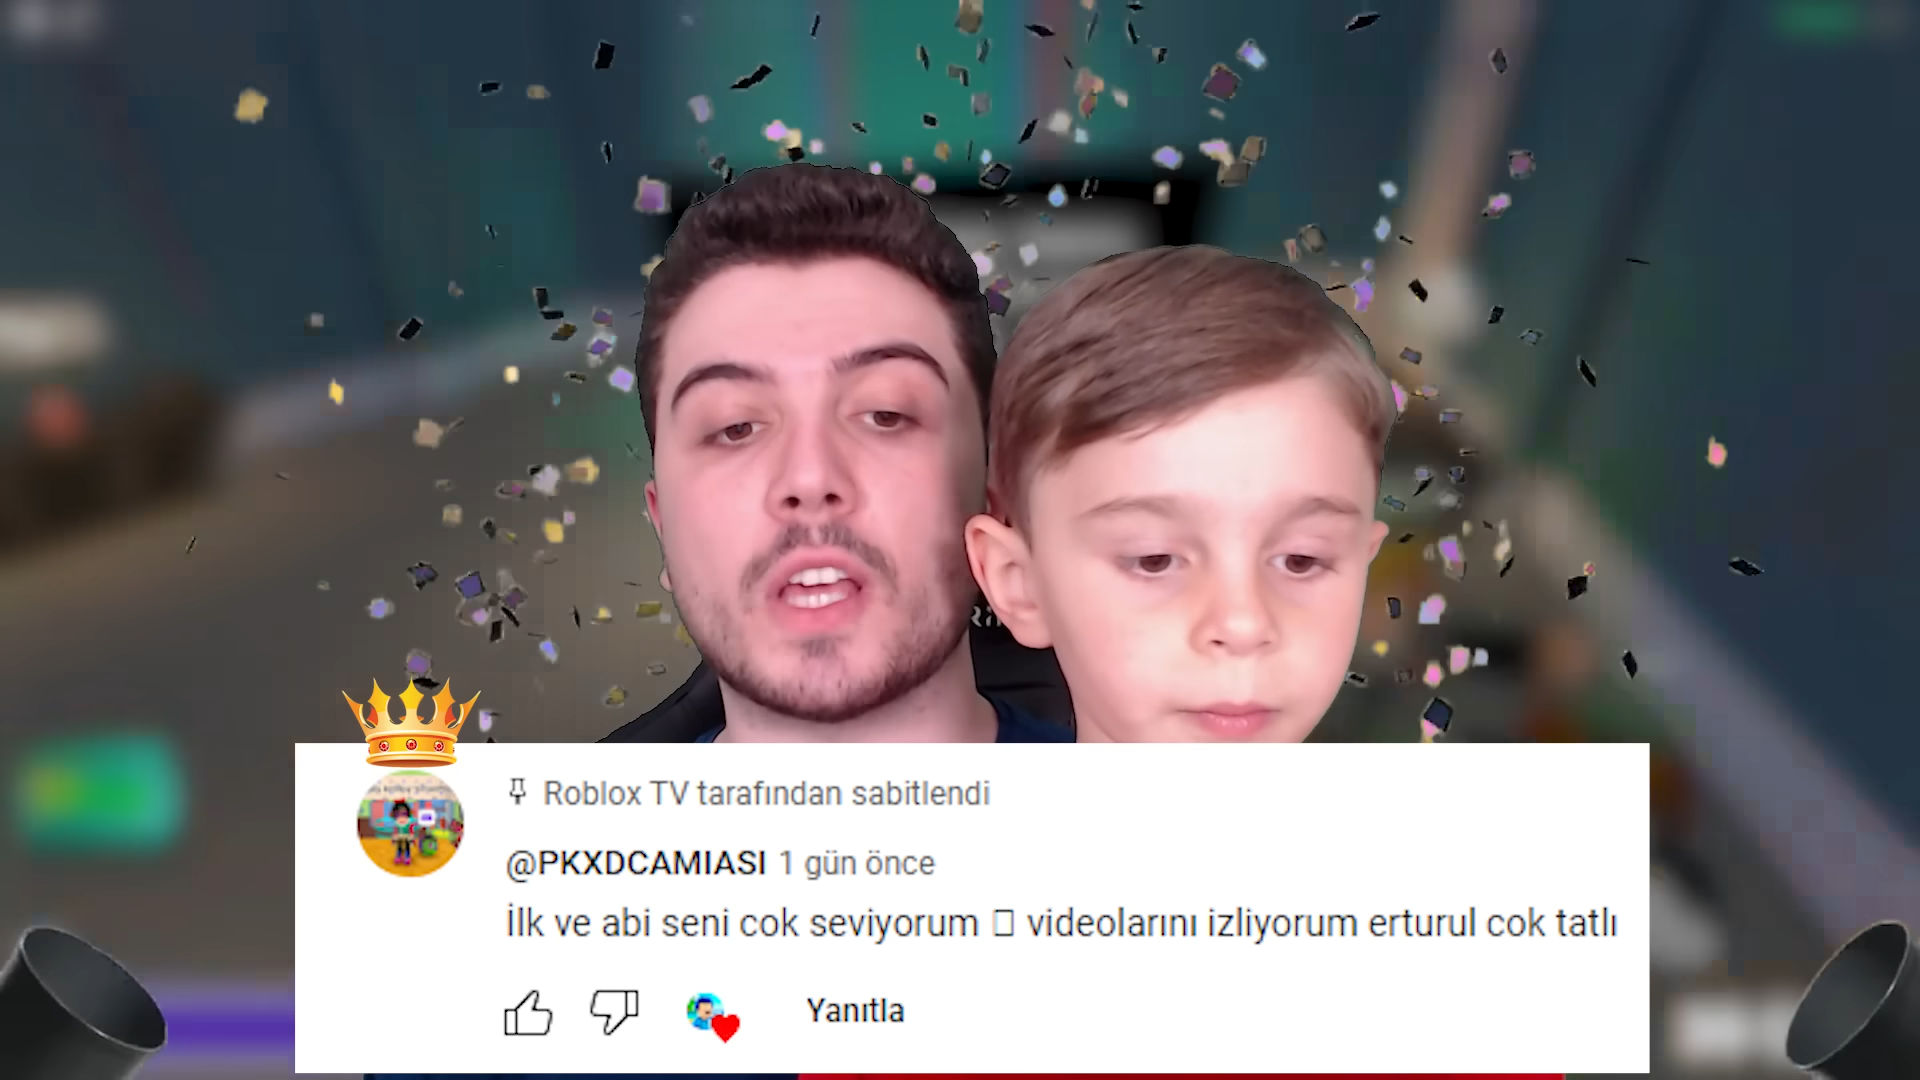 Roblox TV tarafından sabitlendi
@PKXDCAMIASI 1 gün önce
İlk ve abi seni cok seviyorum videolarını izliyorum erturul cok tatlı
Yanıtla